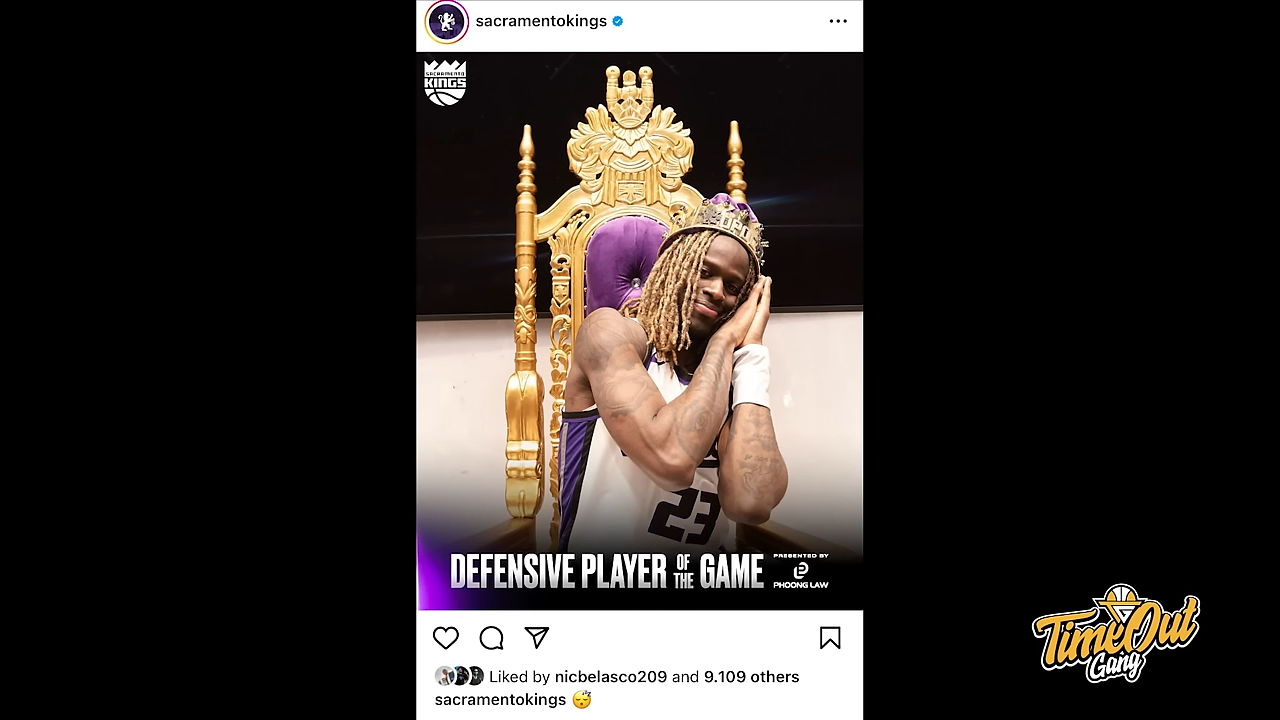 sacramentokings
SACRAMENTO
KINGS
DPOG
23
DEFENSIVE PLAYER OF THE GAME
PRESENTED BY
PHOONG LAW
Liked by nicbelasco209 and 9.109 others
sacramentokings 😴
TimeOut
Gang